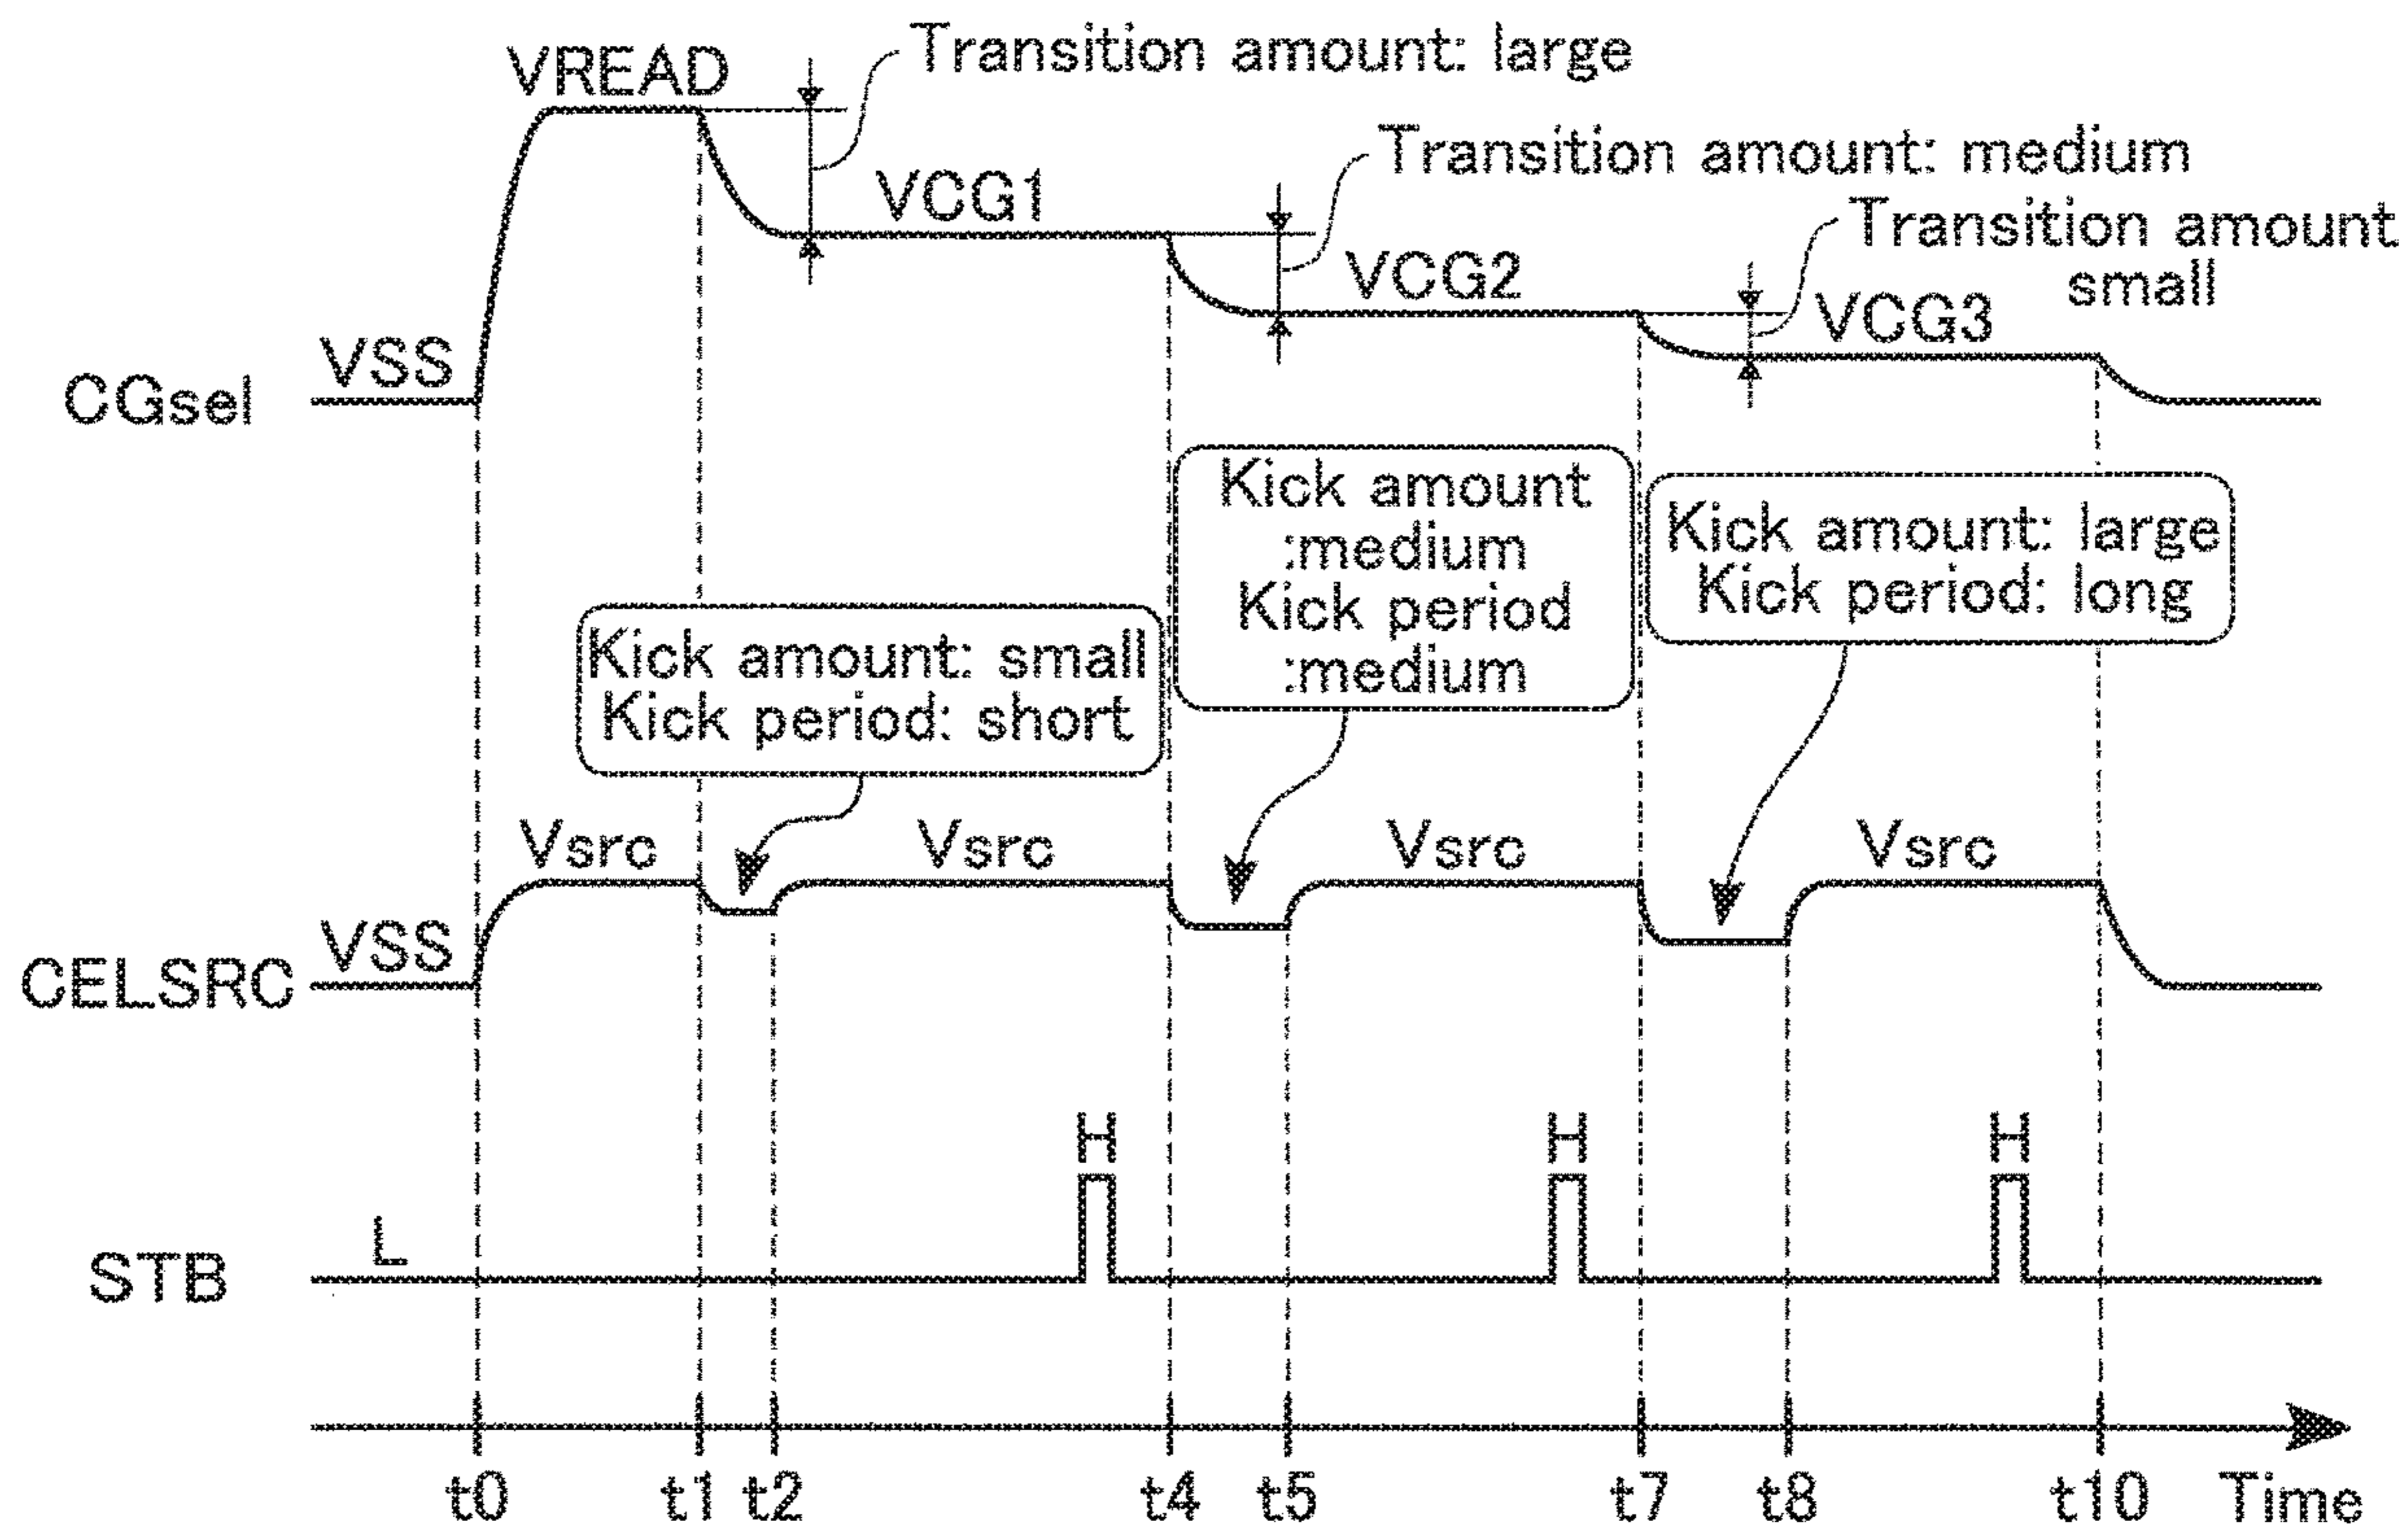 Transition amount: large
VREAD
Transition amount: medium
VCG1
Transition amount
small
VCG2
VCG3
VSS
CGsel
Kick amount
:medium
Kick period
:medium
Kick amount: large
Kick period: long
Kick amount: small
Kick period: short
Vsrc
Vsrc
Vsrc
Vsrc
VSS
CELSRC
H
H
H
L
STB
t0 t1 t2 t4 t5 t7 t8 t10 Time